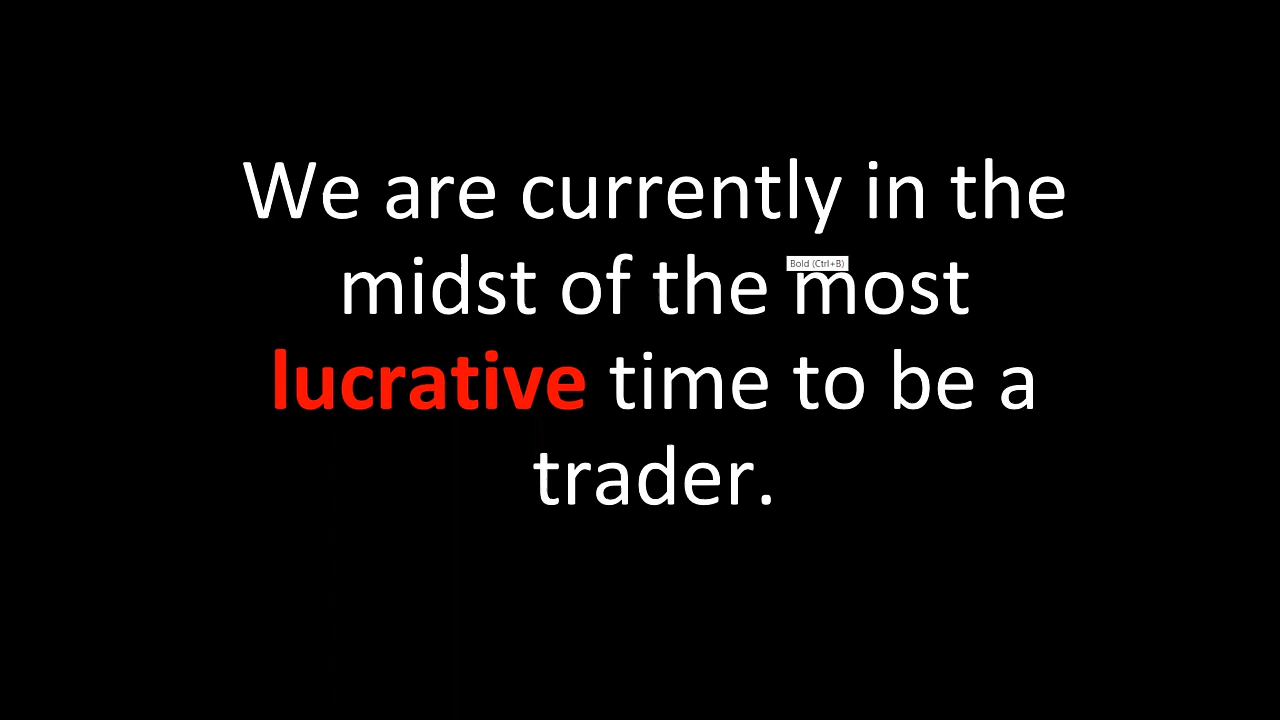 We are currently in the
Bold (Ctrl+B)
midst of the most
lucrative time to be a
trader.